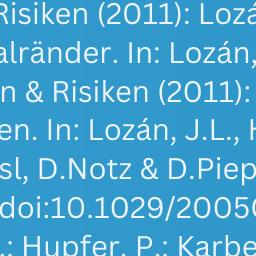 Risiken (2011): Lozá
alränder. In: Lozán,
n & Risiken (2011):
en. In: Lozán, J.L., H
sl, D.Notz & D.Piep
doi:10.1029/2005G
.; Hupfer, P.; Karbe